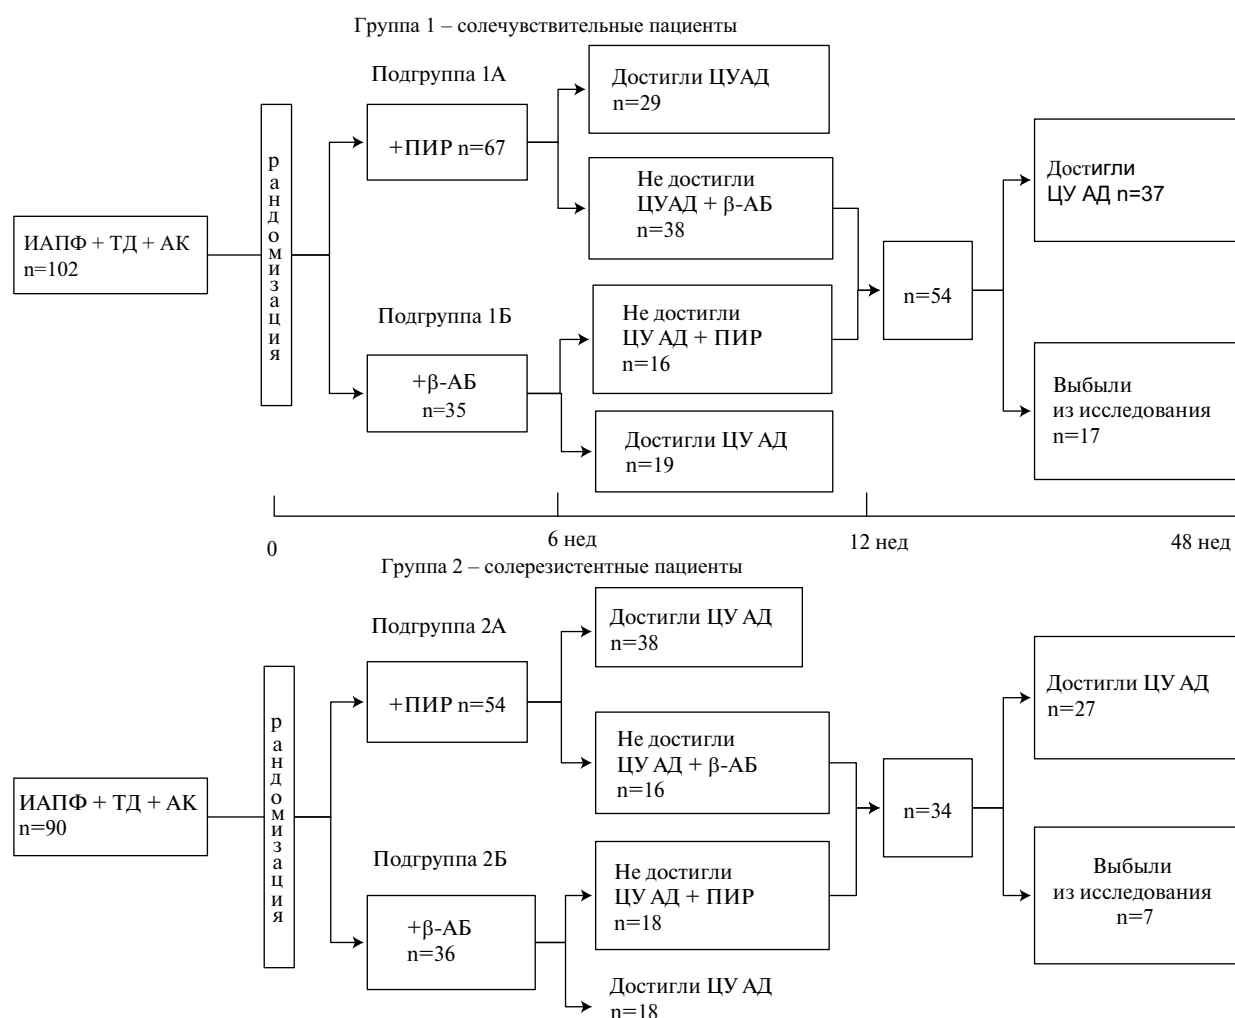 Группа 1 – солечувствительные пациенты
Подгруппа 1А
Достигли ЦУАД
n=29
+ПИР n=67
рандомизация
Не достигли
ЦУАД + β-АБ
n=38
Достигли
ЦУ АД n=37
ИАПФ + ТД + АК
n=102
n=54
Подгруппа 1Б
Не достигли
ЦУ АД + ПИР
n=16
+β-АБ
n=35
Выбыли
из исследования
n=17
Достигли ЦУ АД
n=19
0
6 нед
12 нед
48 нед
Группа 2 – солерезистентные пациенты
Подгруппа 2А
Достигли ЦУ АД
n=38
+ПИР n=54
рандомизация
Достигли ЦУ АД
n=27
Не достигли
ЦУ АД + β-АБ
n=16
ИАПФ + ТД + АК
n=90
n=34
Подгруппа 2Б
Не достигли
ЦУ АД + ПИР
n=18
Выбыли
из исследования
n=7
+β-АБ
n=36
Достигли ЦУ АД
n=18